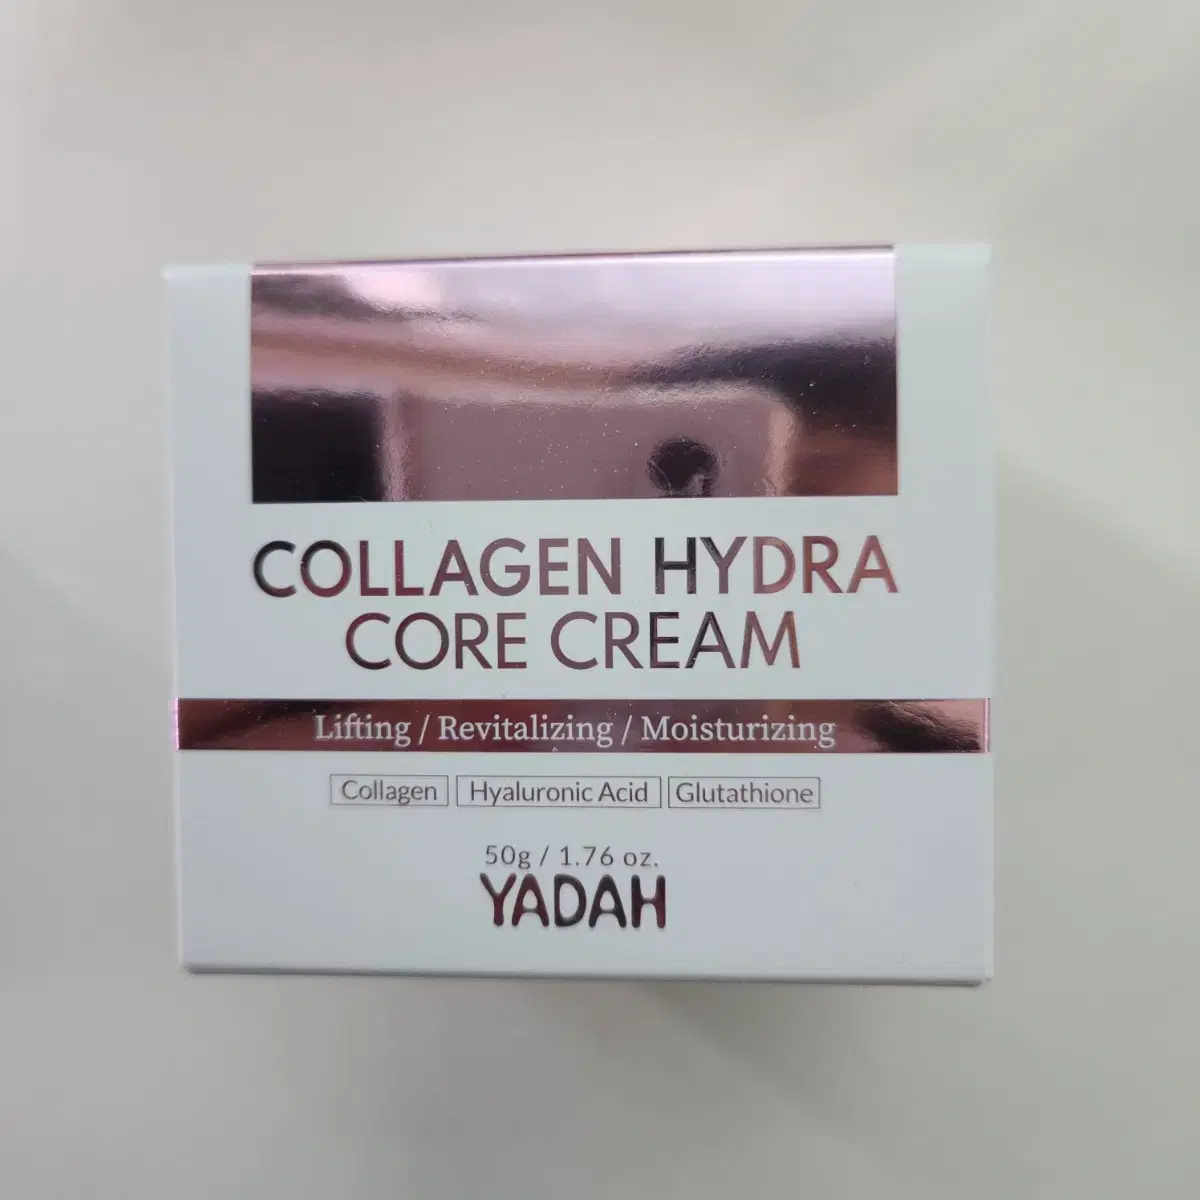 COLLAGEN HYDRA
CORE CREAM
Lifting / Revitalizing / Moisturizing
Collagen Hyaluronic Acid Glutathione
50g / 1.76 oz.
YADAH